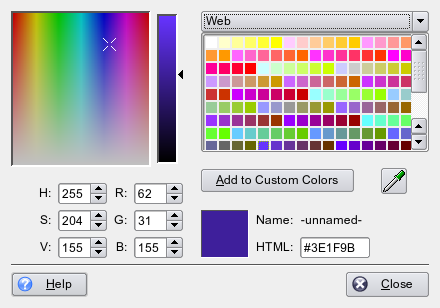 Web
Add to Custom Colors
H: 255 R: 62
S: 204 G: 31
V: 155 B: 155
Name: -unnamed-
HTML: #3E1F9B
Help
Close